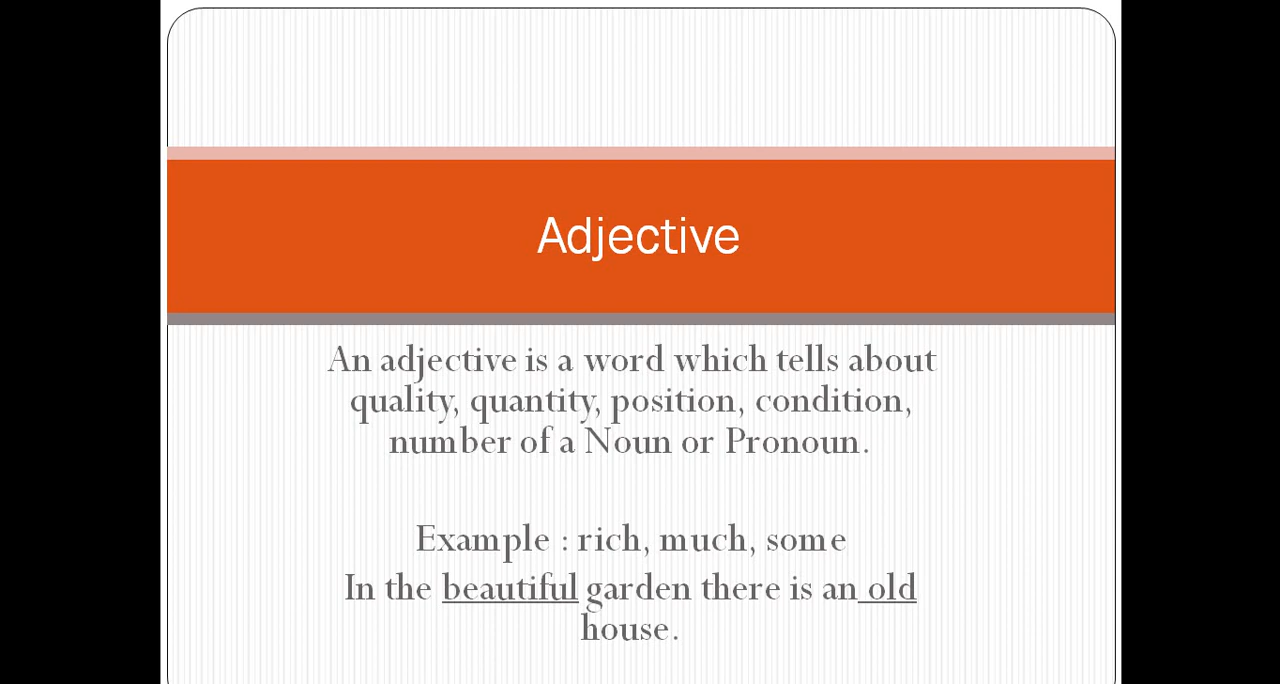 Adjective
An adjective is a word which tells about
quality, quantity, position, condition,
number of a Noun or Pronoun.
Example : rich, much, some
In the beautiful garden there is an old
house.